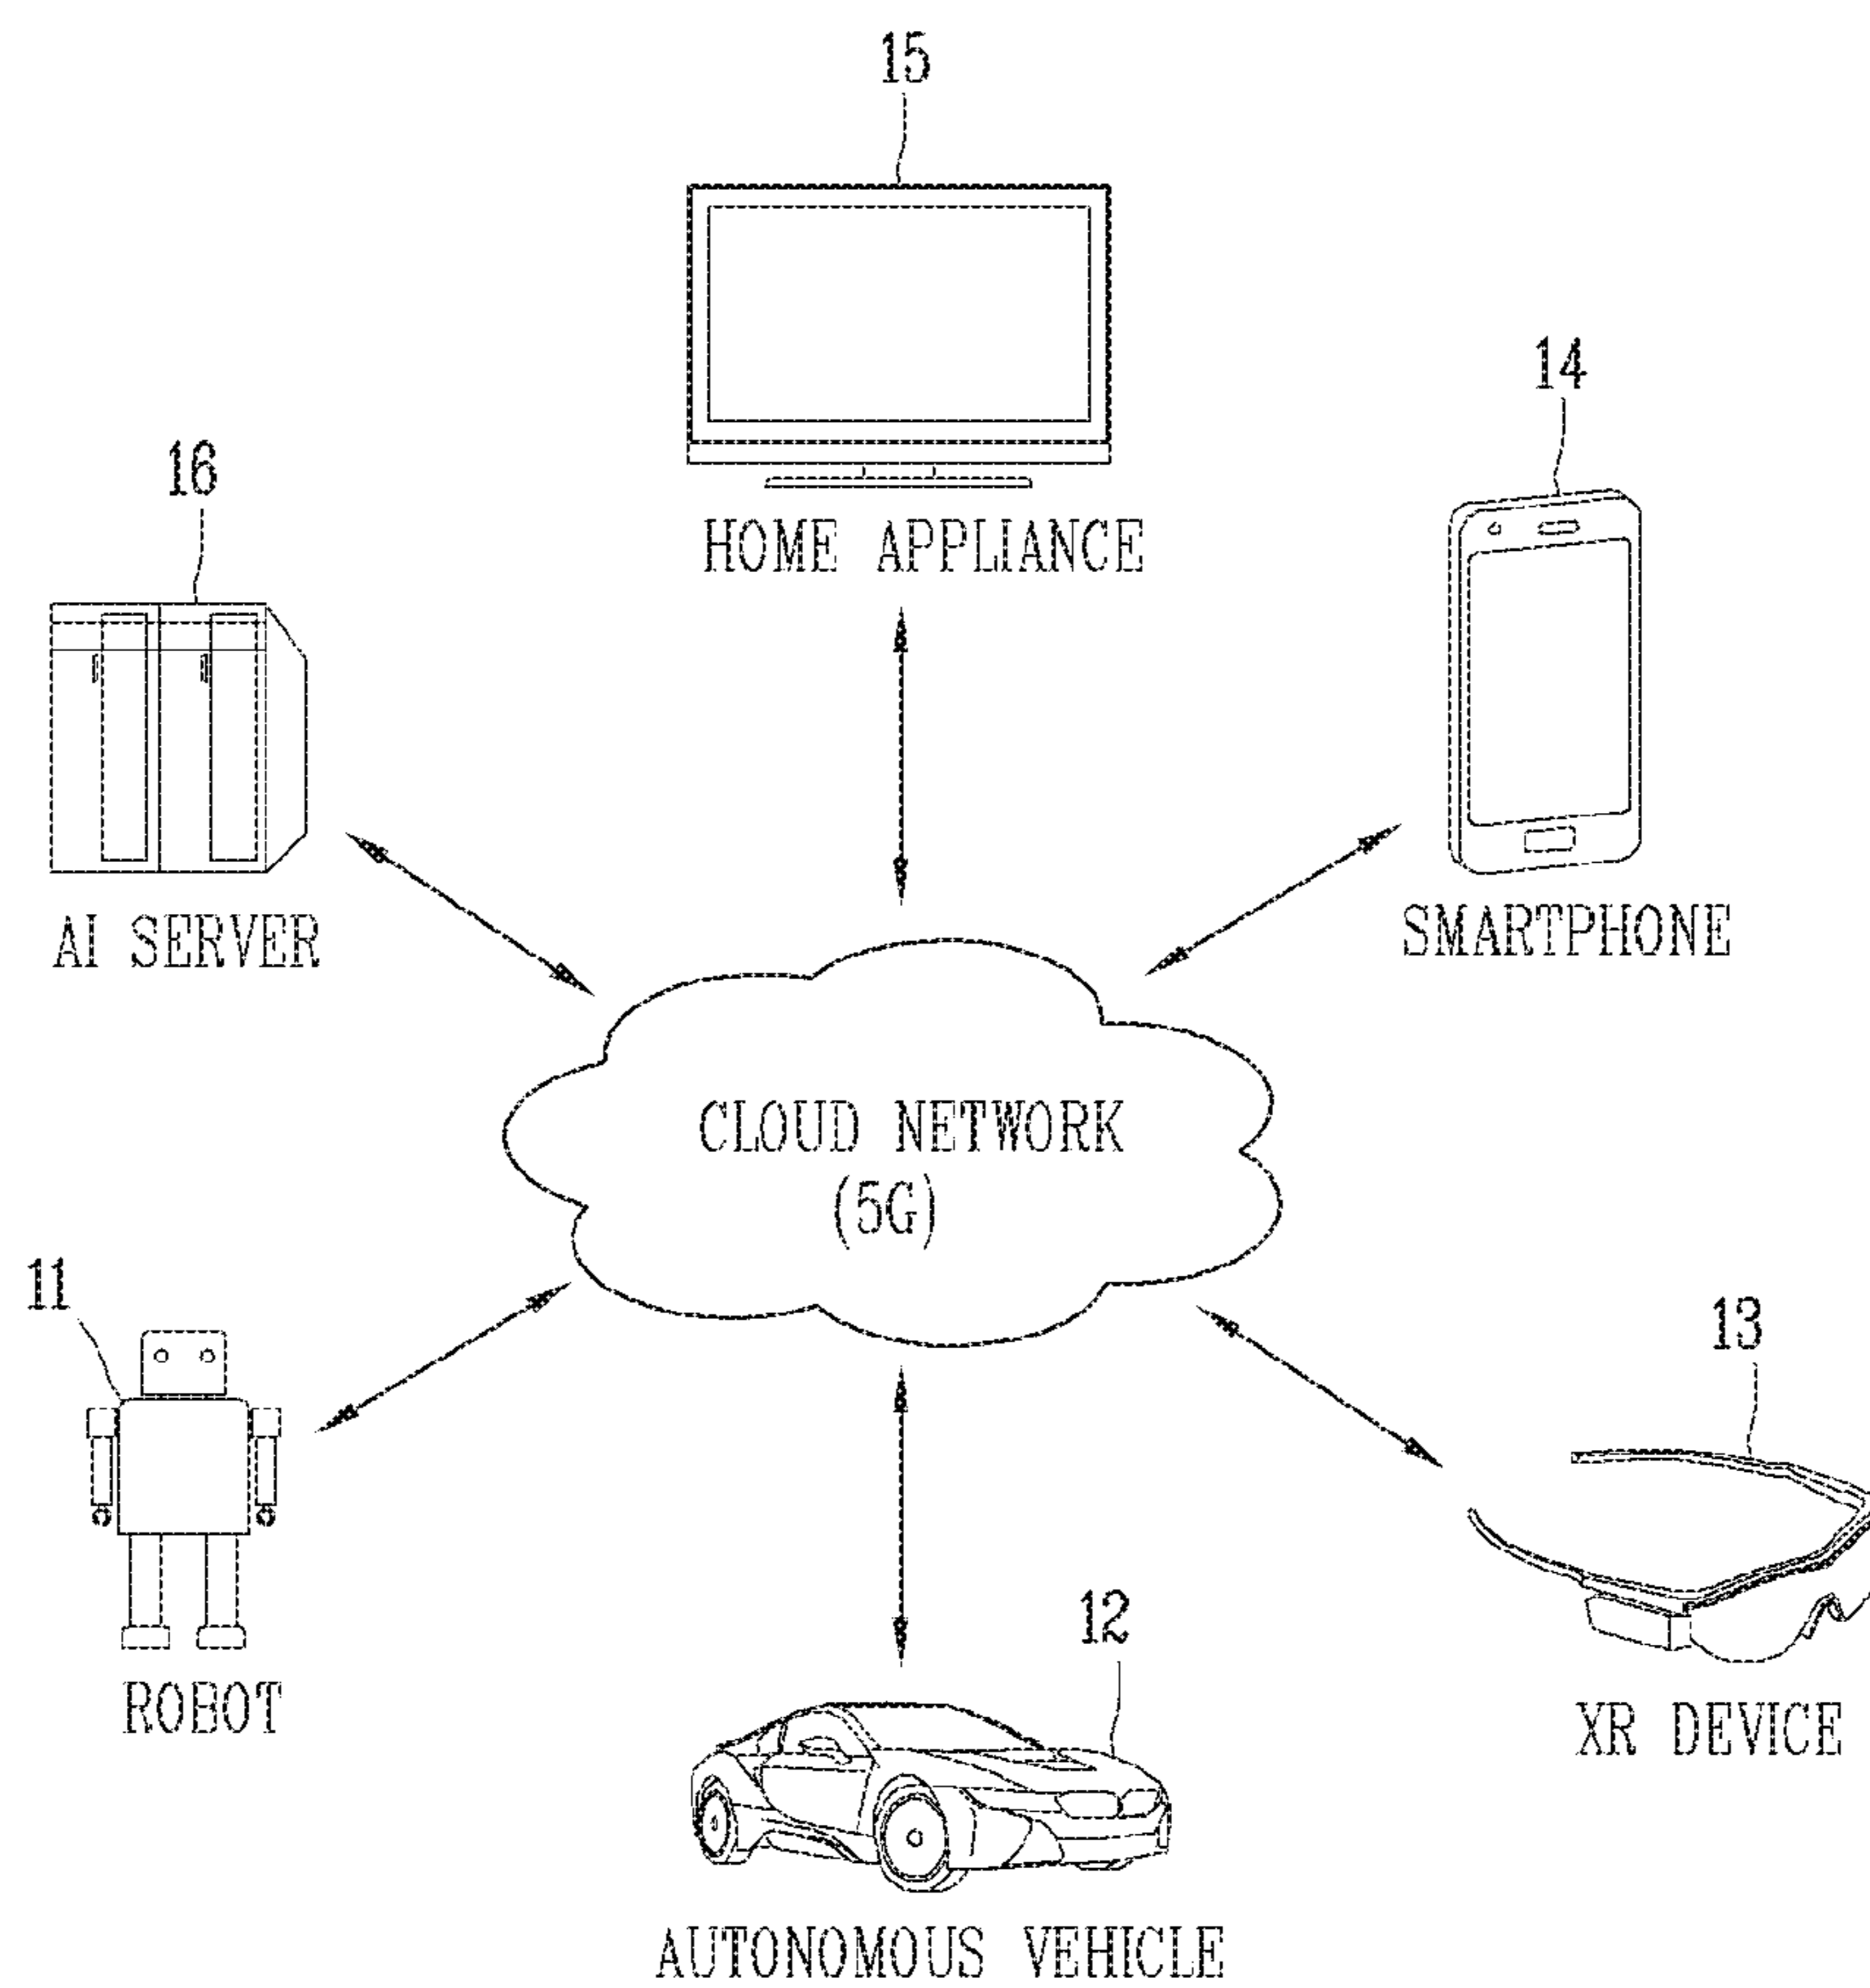 15
HOME APPLIANCE
14
SMARTPHONE
16
AI SERVER
CLOUD NETWORK
(5G)
11
ROBOT
13
XR DEVICE
12
AUTONOMOUS VEHICLE